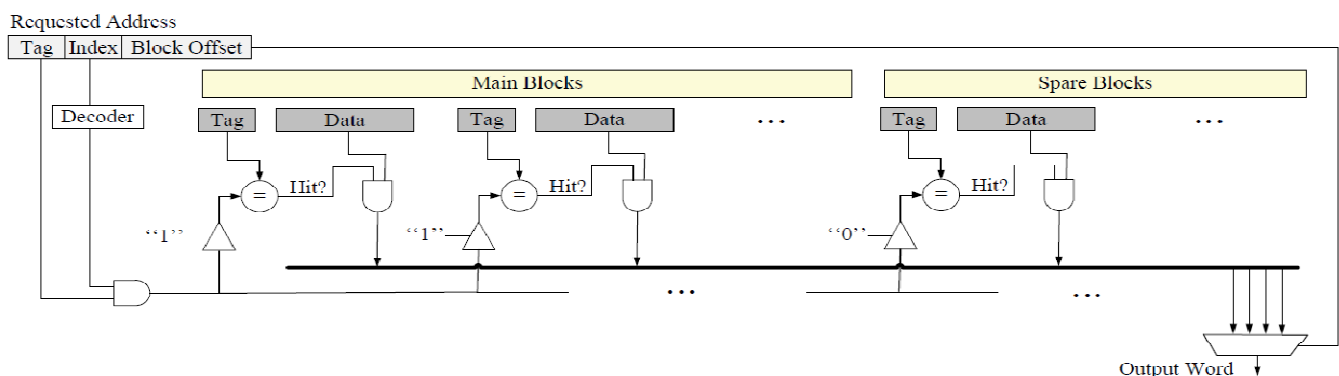 Requested Address
Tag Index Block Offset
Main Blocks Spare Blocks
Decoder Tag Data Tag Data ... Tag Data ...
= Hit? = Hit? = Hit?
“1” “1” “0”
... ...
Output Word